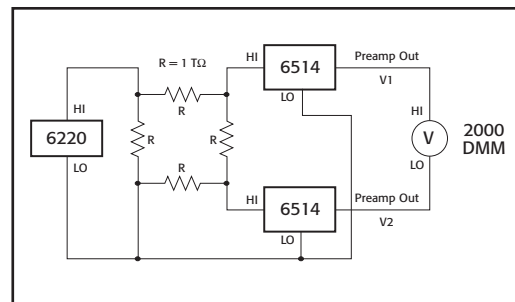 R = 1 TΩ
6514
Preamp Out
V1
HI
LO
R
HI
6220
LO
R
R
HI
V
LO
2000
DMM
R
HI
6514
LO
Preamp Out
V2